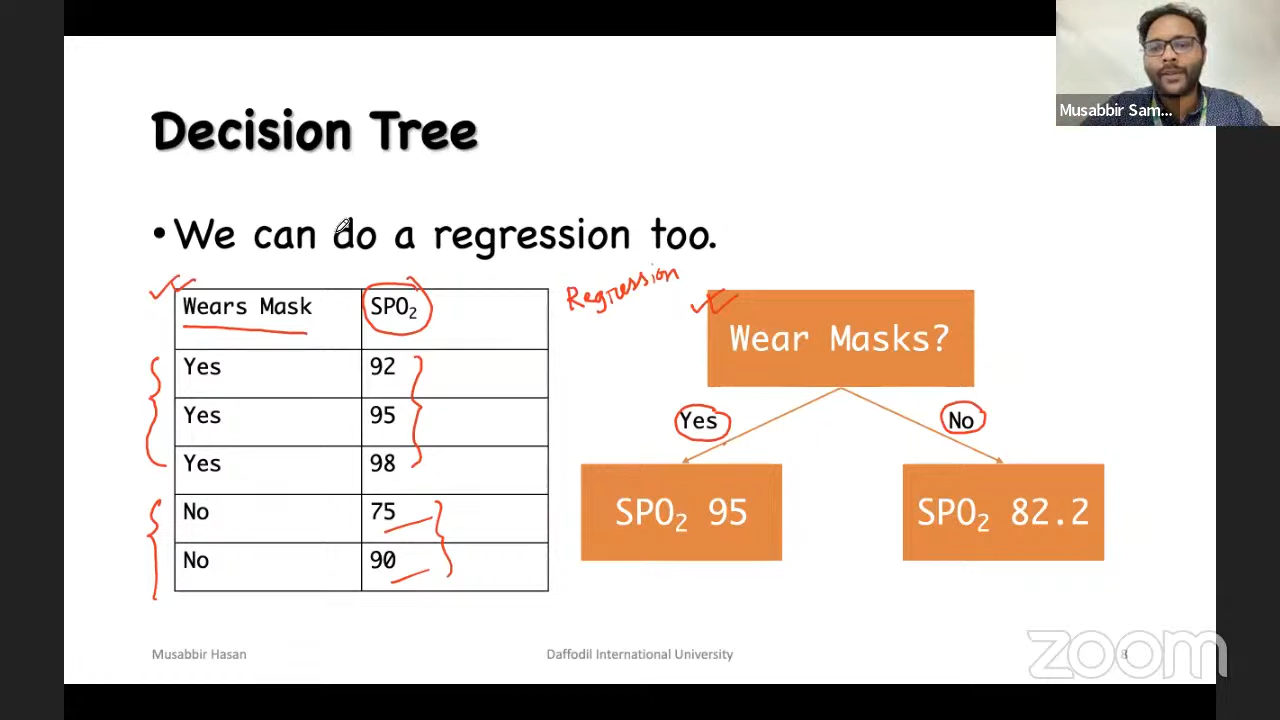 Musabbir Sam...
Decision Tree
• We can do a regression too.
Regression
Wears Mask SPO₂
Yes 92
Yes 95
Yes 98
No 75
No 90
Wear Masks?
Yes No
SPO₂ 95 SPO₂ 82.2
Musabbir Hasan Daffodil International University 8
zoom